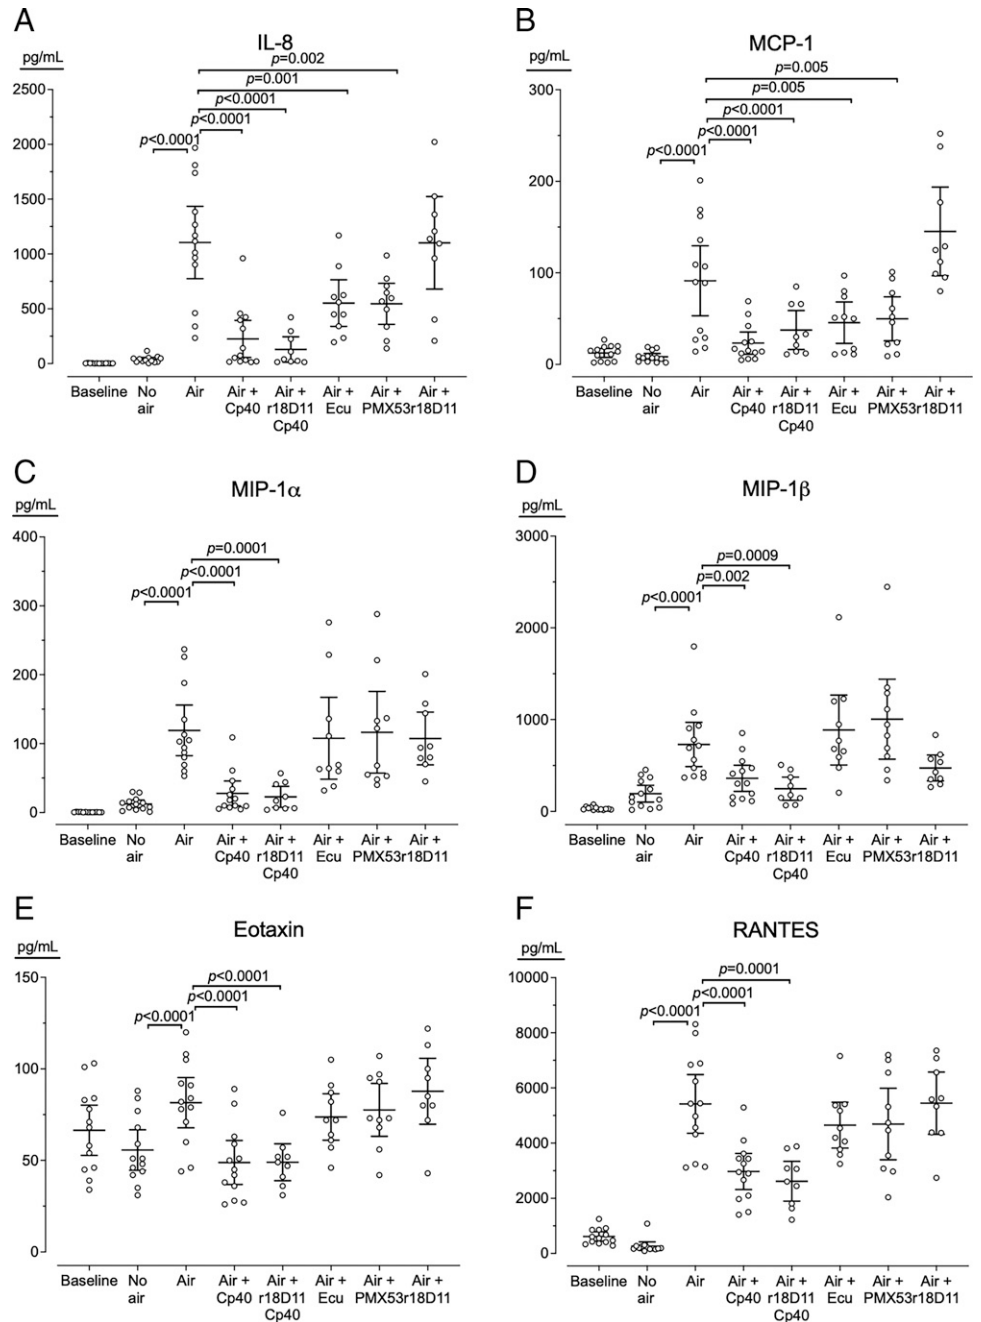 A
IL-8
pg/mL
p=0.002
p=0.001
p<0.0001
p<0.0001
p<0.0001
2500
2000
1500
1000
500
0
Baseline No air Air Air + Cp40 Air + r18D11 Cp40 Air + Ecu Air + PMX53 Air + r18D11
B
MCP-1
pg/mL
p=0.005
p=0.005
p<0.0001
p<0.0001
p<0.0001
300
200
100
0
Baseline No air Air Air + Cp40 Air + r18D11 Cp40 Air + Ecu Air + PMX53 Air + r18D11
C
MIP-1α
pg/mL
p=0.0001
p<0.0001
p<0.0001
400
300
200
100
0
Baseline No air Air Air + Cp40 Air + r18D11 Cp40 Air + Ecu Air + PMX53 Air + r18D11
D
MIP-1β
pg/mL
p=0.0009
p=0.002
p<0.0001
3000
2000
1000
0
Baseline No air Air Air + Cp40 Air + r18D11 Cp40 Air + Ecu Air + PMX53 Air + r18D11
E
Eotaxin
pg/mL
p<0.0001
p<0.0001
p<0.0001
150
100
50
0
Baseline No air Air Air + Cp40 Air + r18D11 Cp40 Air + Ecu Air + PMX53 Air + r18D11
F
RANTES
pg/mL
p=0.0001
p<0.0001
p<0.0001
10000
8000
6000
4000
2000
0
Baseline No air Air Air + Cp40 Air + r18D11 Cp40 Air + Ecu Air + PMX53 Air + r18D11